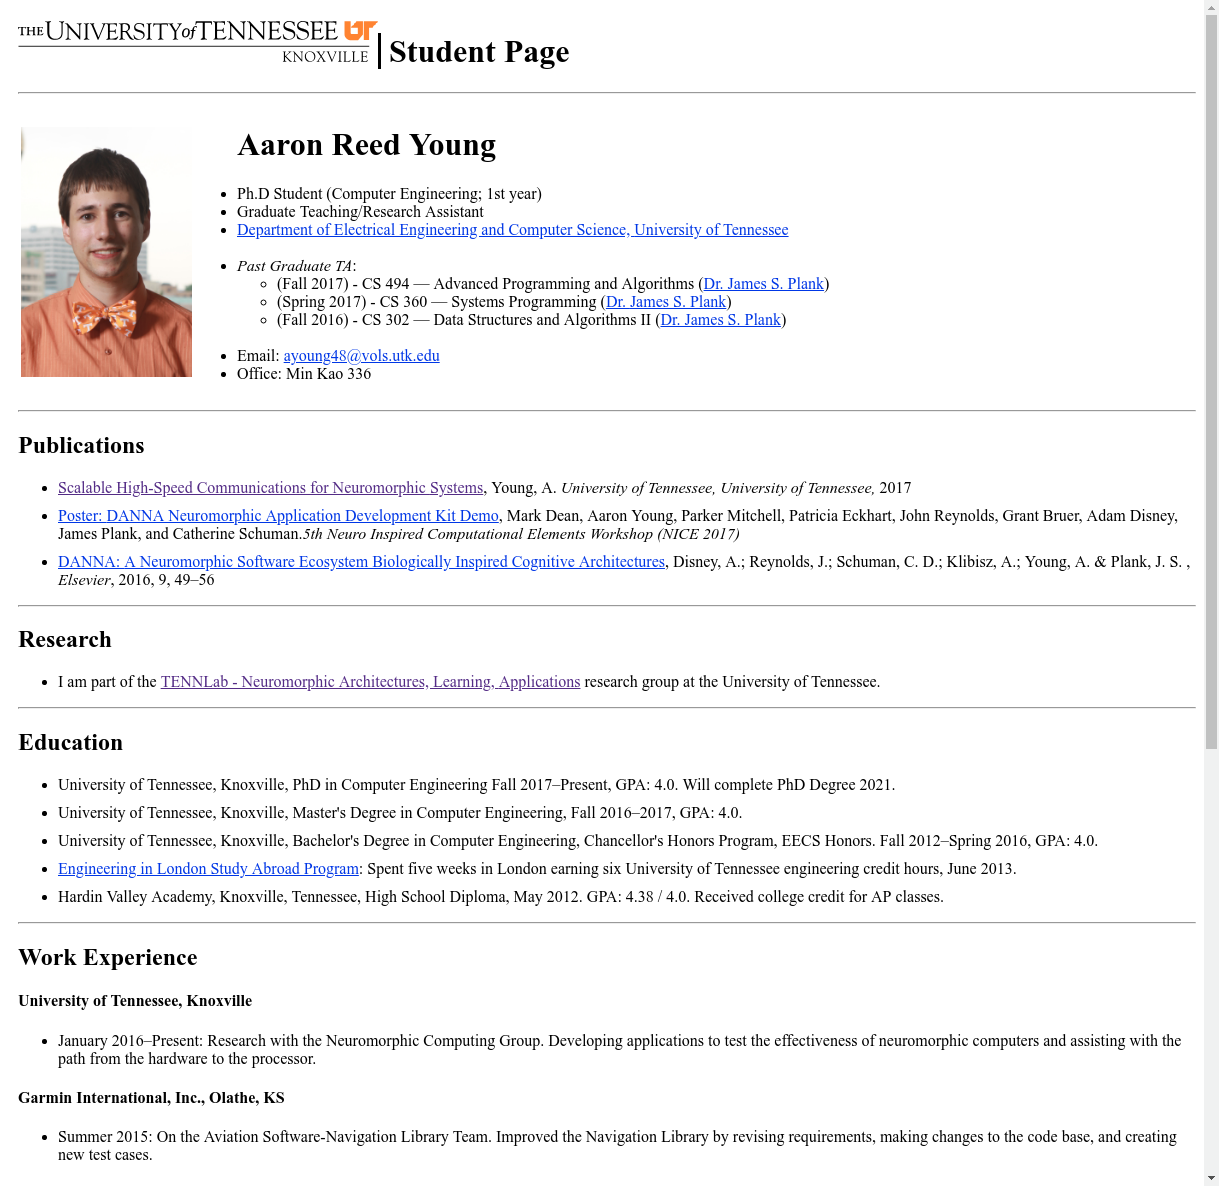 THE UNIVERSITY of TENNESSEE UT
KNOXVILLE
Student Page
Aaron Reed Young
Ph.D Student (Computer Engineering; 1st year)
Graduate Teaching/Research Assistant
Department of Electrical Engineering and Computer Science, University of Tennessee
Past Graduate TA:
(Fall 2017) - CS 494 — Advanced Programming and Algorithms (Dr. James S. Plank)
(Spring 2017) - CS 360 — Systems Programming (Dr. James S. Plank)
(Fall 2016) - CS 302 — Data Structures and Algorithms II (Dr. James S. Plank)
Email: ayoung48@vols.utk.edu
Office: Min Kao 336
Publications
Scalable High-Speed Communications for Neuromorphic Systems, Young, A. University of Tennessee, University of Tennessee, 2017
Poster: DANNA Neuromorphic Application Development Kit Demo, Mark Dean, Aaron Young, Parker Mitchell, Patricia Eckhart, John Reynolds, Grant Bruer, Adam Disney,
James Plank, and Catherine Schuman.5th Neuro Inspired Computational Elements Workshop (NICE 2017)
DANNA: A Neuromorphic Software Ecosystem Biologically Inspired Cognitive Architectures, Disney, A.; Reynolds, J.; Schuman, C. D.; Klibisz, A.; Young, A. & Plank, J. S. ,
Elsevier, 2016, 9, 49–56
Research
I am part of the TENNLab - Neuromorphic Architectures, Learning, Applications research group at the University of Tennessee.
Education
University of Tennessee, Knoxville, PhD in Computer Engineering Fall 2017–Present, GPA: 4.0. Will complete PhD Degree 2021.
University of Tennessee, Knoxville, Master's Degree in Computer Engineering, Fall 2016–2017, GPA: 4.0.
University of Tennessee, Knoxville, Bachelor's Degree in Computer Engineering, Chancellor's Honors Program, EECS Honors. Fall 2012–Spring 2016, GPA: 4.0.
Engineering in London Study Abroad Program: Spent five weeks in London earning six University of Tennessee engineering credit hours, June 2013.
Hardin Valley Academy, Knoxville, Tennessee, High School Diploma, May 2012. GPA: 4.38 / 4.0. Received college credit for AP classes.
Work Experience
University of Tennessee, Knoxville
January 2016–Present: Research with the Neuromorphic Computing Group. Developing applications to test the effectiveness of neuromorphic computers and assisting with the
path from the hardware to the processor.
Garmin International, Inc., Olathe, KS
Summer 2015: On the Aviation Software-Navigation Library Team. Improved the Navigation Library by revising requirements, making changes to the code base, and creating
new test cases.